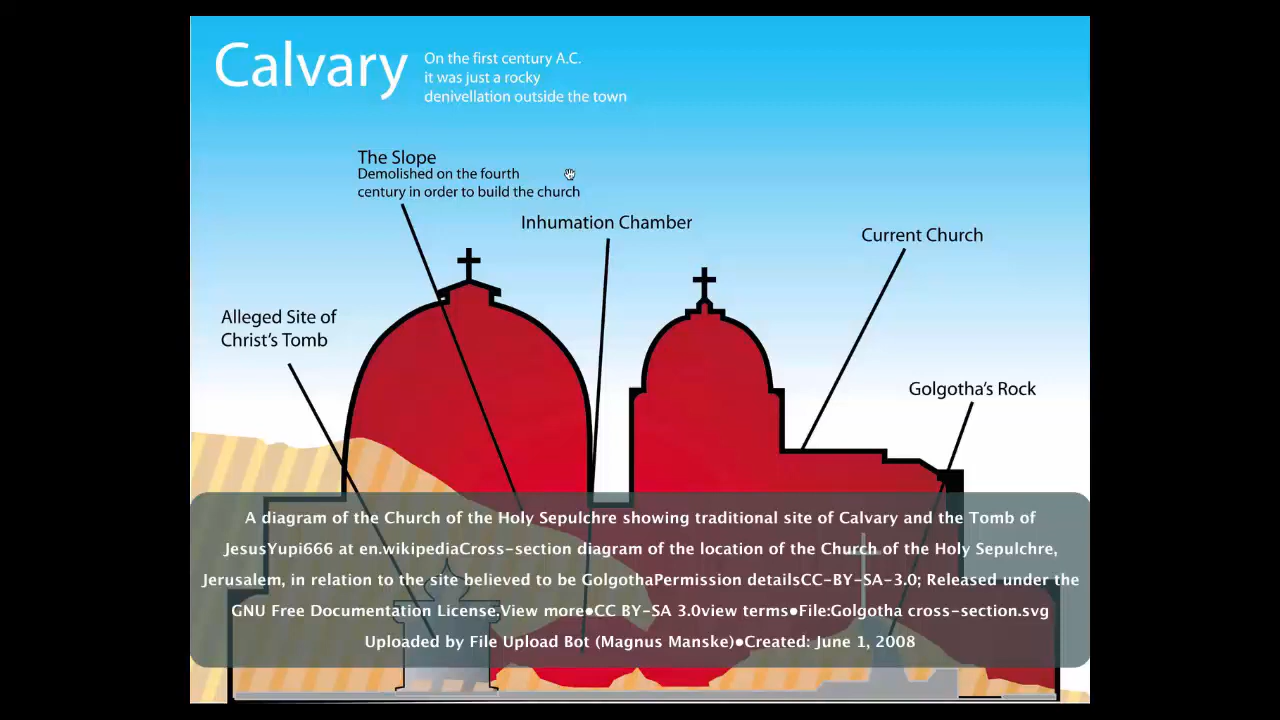 Calvary
On the first century A.C.
it was just a rocky
denivellation outside the town
The Slope
Demolished on the fourth
century in order to build the church
Inhumation Chamber
Current Church
Alleged Site of
Christ's Tomb
Golgotha's Rock
A diagram of the Church of the Holy Sepulchre showing traditional site of Calvary and the Tomb of
JesusYupi666 at en.wikipediaCross-section diagram of the location of the Church of the Holy Sepulchre,
Jerusalem, in relation to the site believed to be GolgothaPermission detailsCC-BY-SA-3.0; Released under the
GNU Free Documentation License.View more●CC BY-SA 3.0view terms●File:Golgotha cross-section.svg
Uploaded by File Upload Bot (Magnus Manske)●Created: June 1, 2008